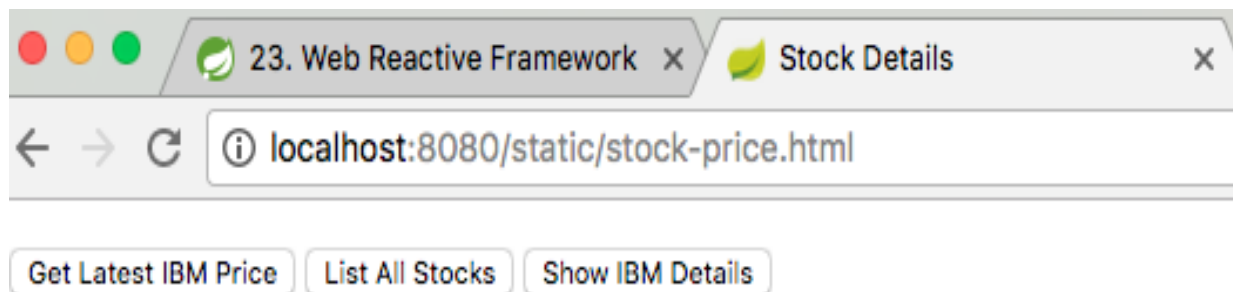 23. Web Reactive Framework Stock Details
localhost:8080/static/stock-price.html
Get Latest IBM Price List All Stocks Show IBM Details